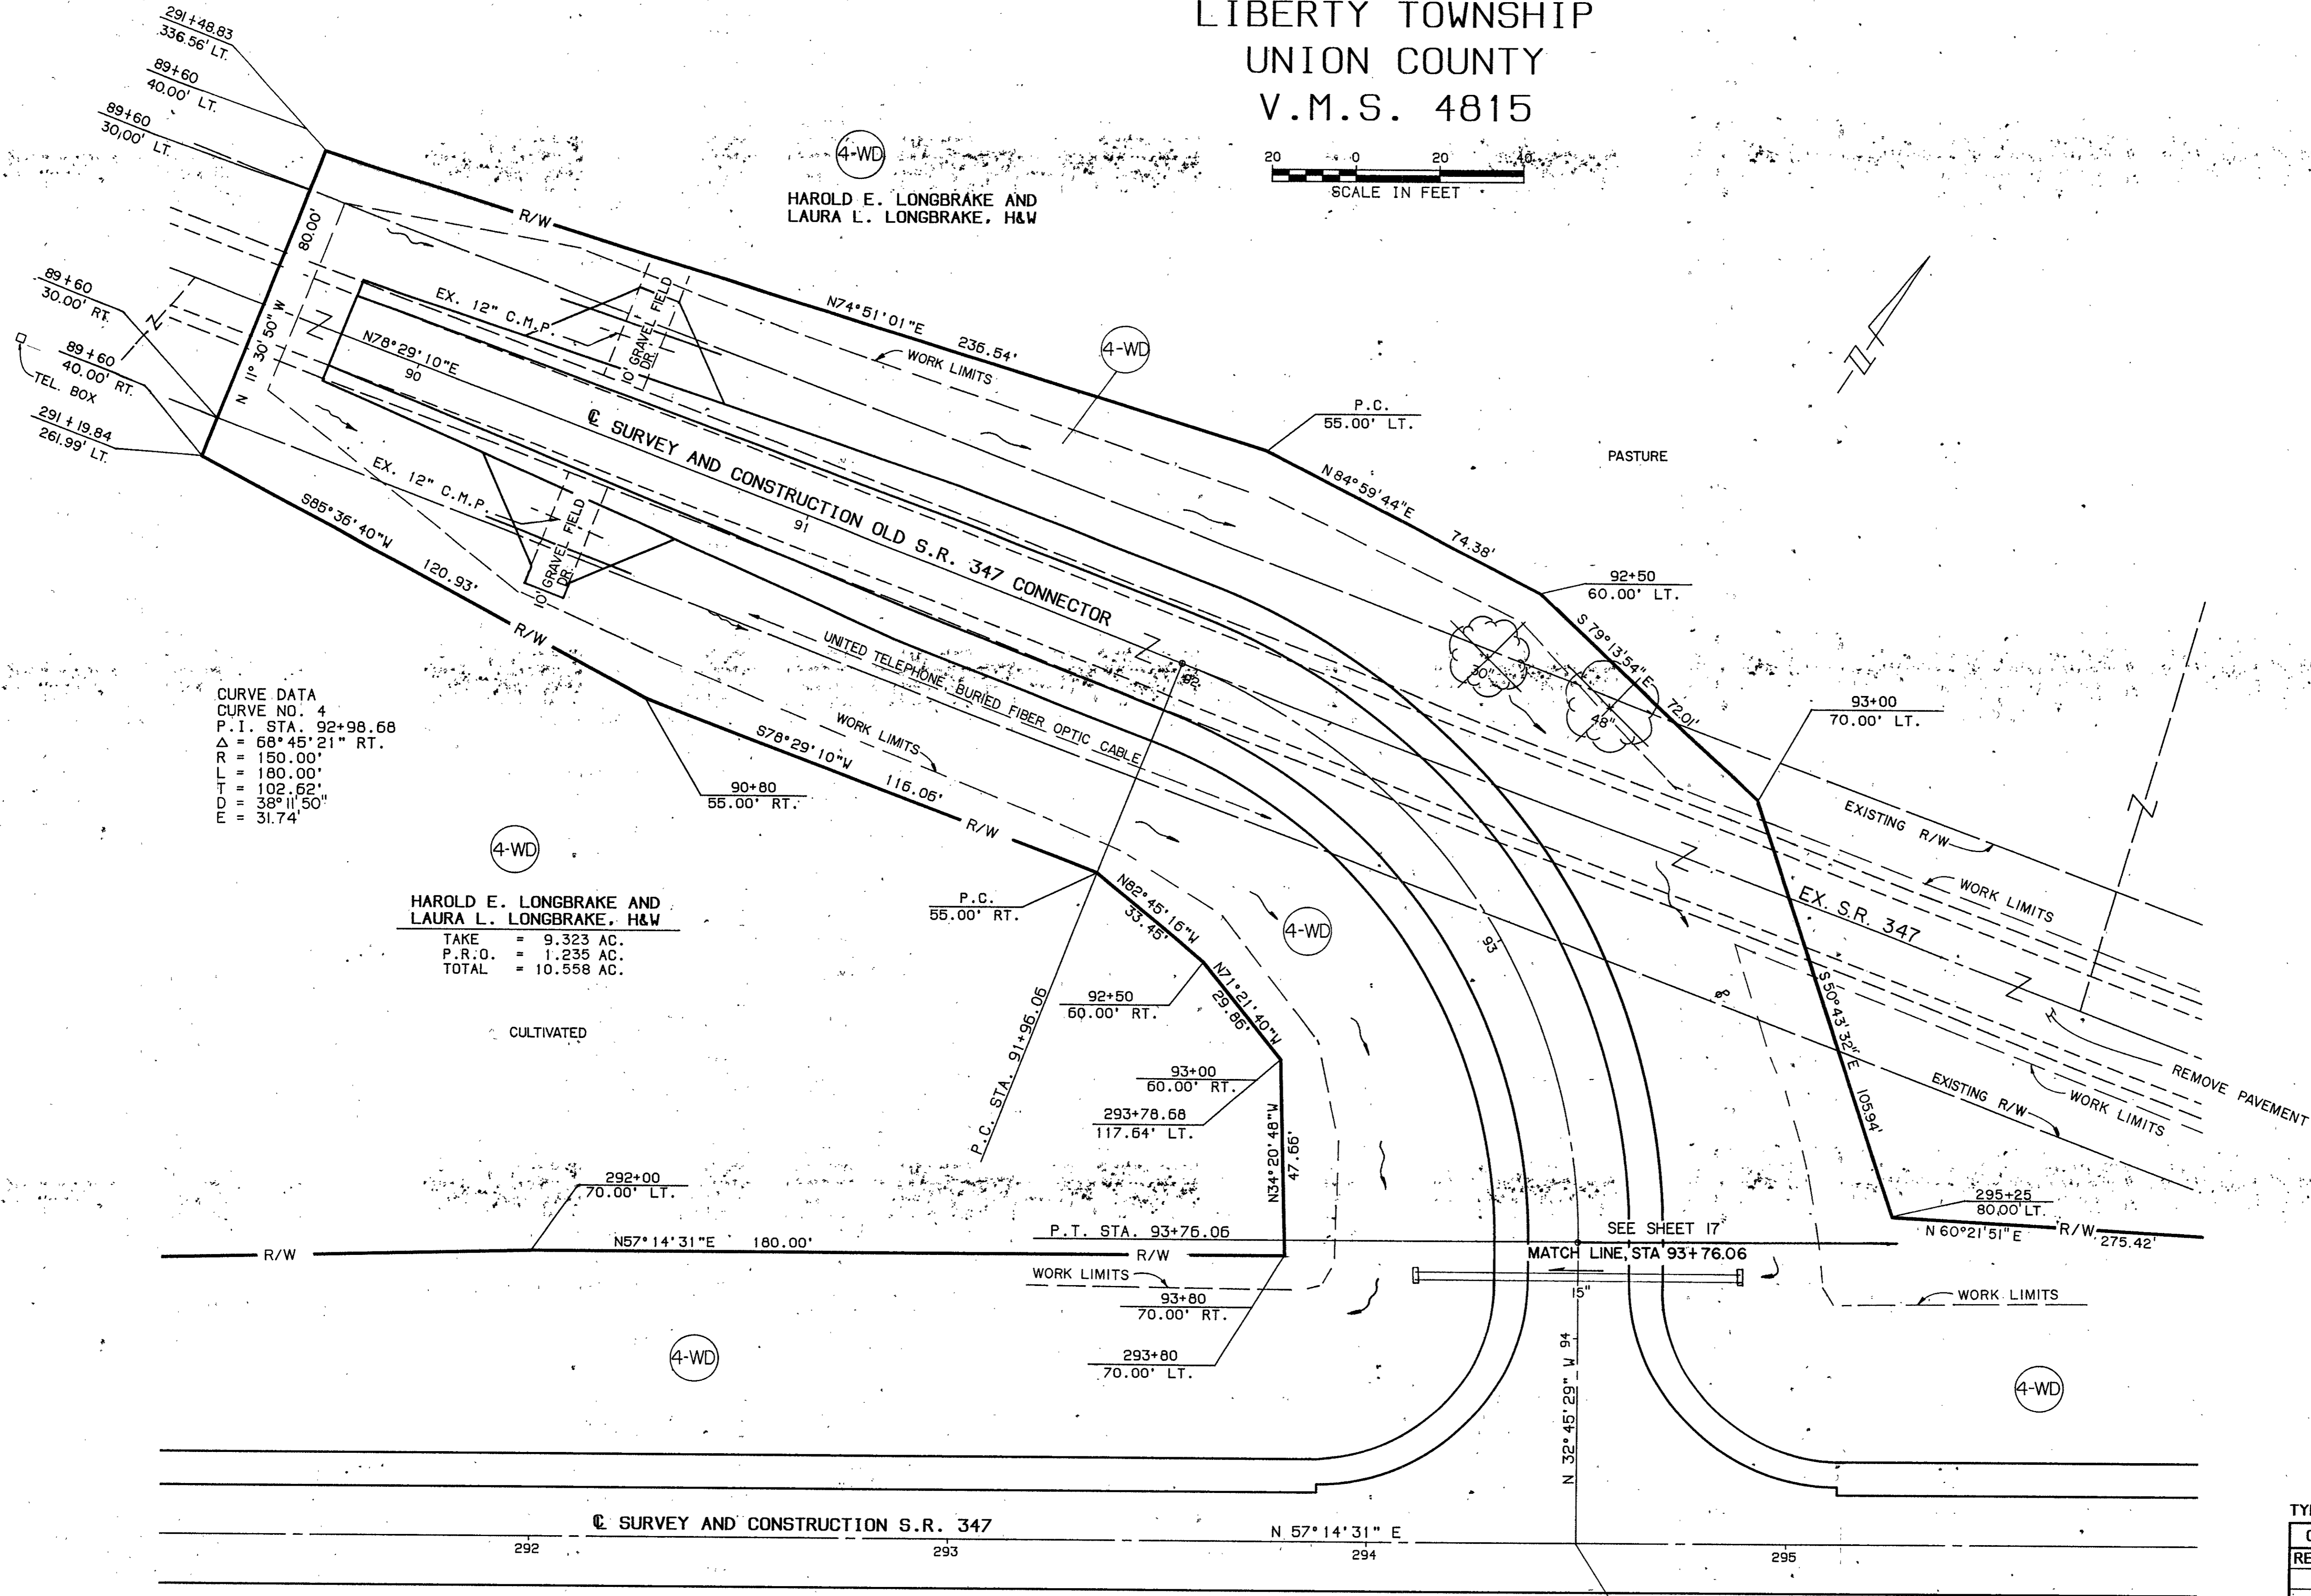 LIBERTY TOWNSHIP
UNION COUNTY
V.M.S. 4815
20 0 20 40
SCALE IN FEET
291+48.83
336.56' LT.
89+60
40.00' LT.
89+60
30.00' LT.
4-WD
HAROLD E. LONGBRAKE AND
LAURA L. LONGBRAKE, H&W
R/W
80.00'
N 11° 30' 50" W
89+60
30.00' RT.
89+60
40.00' RT.
TEL. BOX
291+19.84
261.99' LT.
EX. 12" C.M.P.
10' GRAVEL FIELD
DR.
N78°29'10"E
90
N74°51'01"E
236.54'
WORK LIMITS
4-WD
P.C.
55.00' LT.
PASTURE
N84°59'44"E
74.38'
92+50
60.00' LT.
S 79°13'54"E
72.01'
93+00
70.00' LT.
30"
48"
℄ SURVEY AND CONSTRUCTION OLD S.R. 347 CONNECTOR
91
92
EX. 12" C.M.P.
10' GRAVEL FIELD
DR.
S85°36'40"W
120.93'
R/W
UNITED TELEPHONE BURIED FIBER OPTIC CABLE
WORK LIMITS
S78°29'10"W 116.06'
90+80
55.00' RT.
R/W
CURVE DATA
CURVE NO. 4
P.I. STA. 92+98.68
Δ = 68°45'21" RT.
R = 150.00'
L = 180.00'
T = 102.62'
D = 38°11'50"
E = 31.74'
4-WD
HAROLD E. LONGBRAKE AND
LAURA L. LONGBRAKE, H&W
TAKE = 9.323 AC.
P.R.O. = 1.235 AC.
TOTAL = 10.558 AC.
CULTIVATED
P.C.
55.00' RT.
N82°45'16"W
33.45'
4-WD
P.C. STA. 91+96.06
92+50
60.00' RT.
N71°21'40"W
29.86'
93
93+00
60.00' RT.
293+78.68
117.64' LT.
N34°20'48"W
47.66'
EXISTING R/W
WORK LIMITS
EX. S.R. 347
S 50°43'32"E
105.94'
REMOVE PAVEMENT
WORK LIMITS
EXISTING R/W
292+00
70.00' LT.
R/W
N57°14'31"E 180.00'
P.T. STA. 93+76.06
R/W
SEE SHEET 17
MATCH LINE, STA 93+76.06
295+25
80.00' LT.
N 60°21'51" E R/W 275.42'
WORK LIMITS
93+80
70.00' RT.
293+80
70.00' LT.
15"
WORK LIMITS
4-WD
N 32°45'29" W 94
4-WD
℄ SURVEY AND CONSTRUCTION S.R. 347
N 57°14'31" E
292
293
294
295